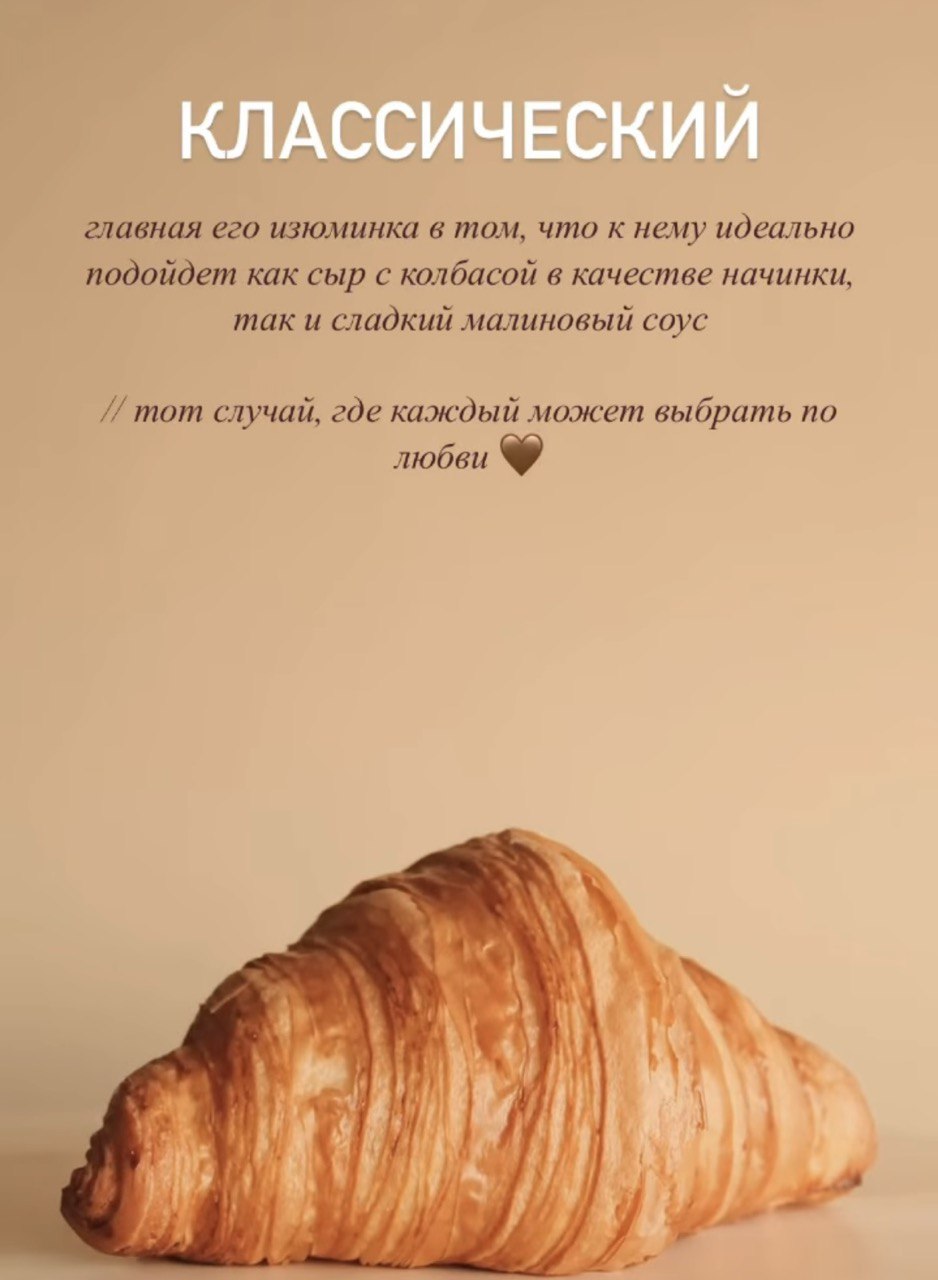 КЛАССИЧЕСКИЙ
главная его изюминка в том, что к нему идеально
подойдет как сыр с колбасой в качестве начинки,
так и сладкий малиновый соус
// тот случай, где каждый может выбрать по
любви 🤎